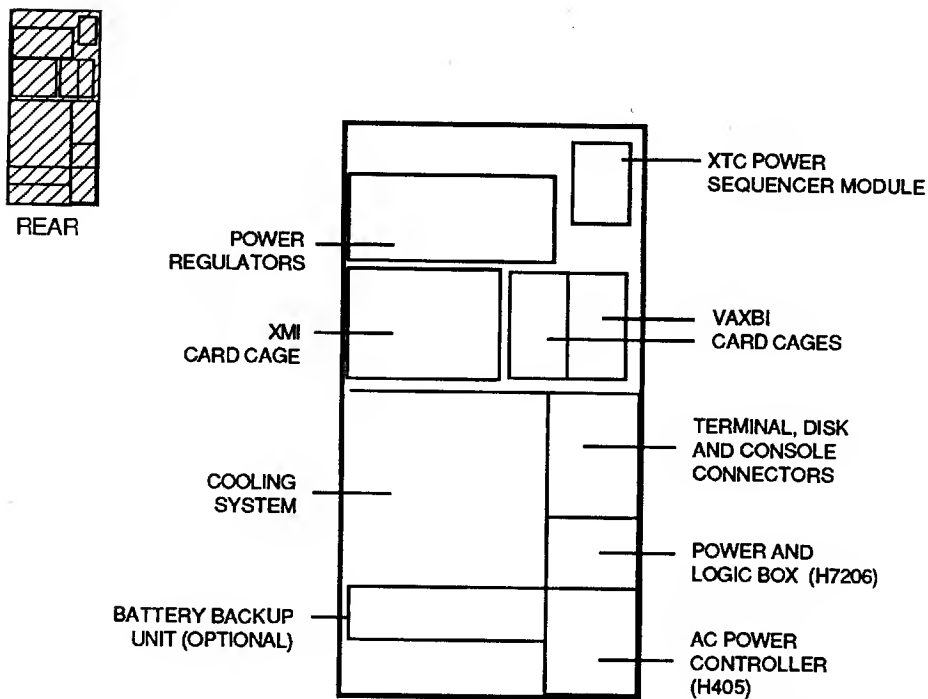 REAR
XTC POWER
SEQUENCER MODULE
POWER
REGULATORS
XMI
CARD CAGE
VAXBI
CARD CAGES
TERMINAL, DISK
AND CONSOLE
CONNECTORS
COOLING
SYSTEM
POWER AND
LOGIC BOX (H7206)
BATTERY BACKUP
UNIT (OPTIONAL)
AC POWER
CONTROLLER
(H405)